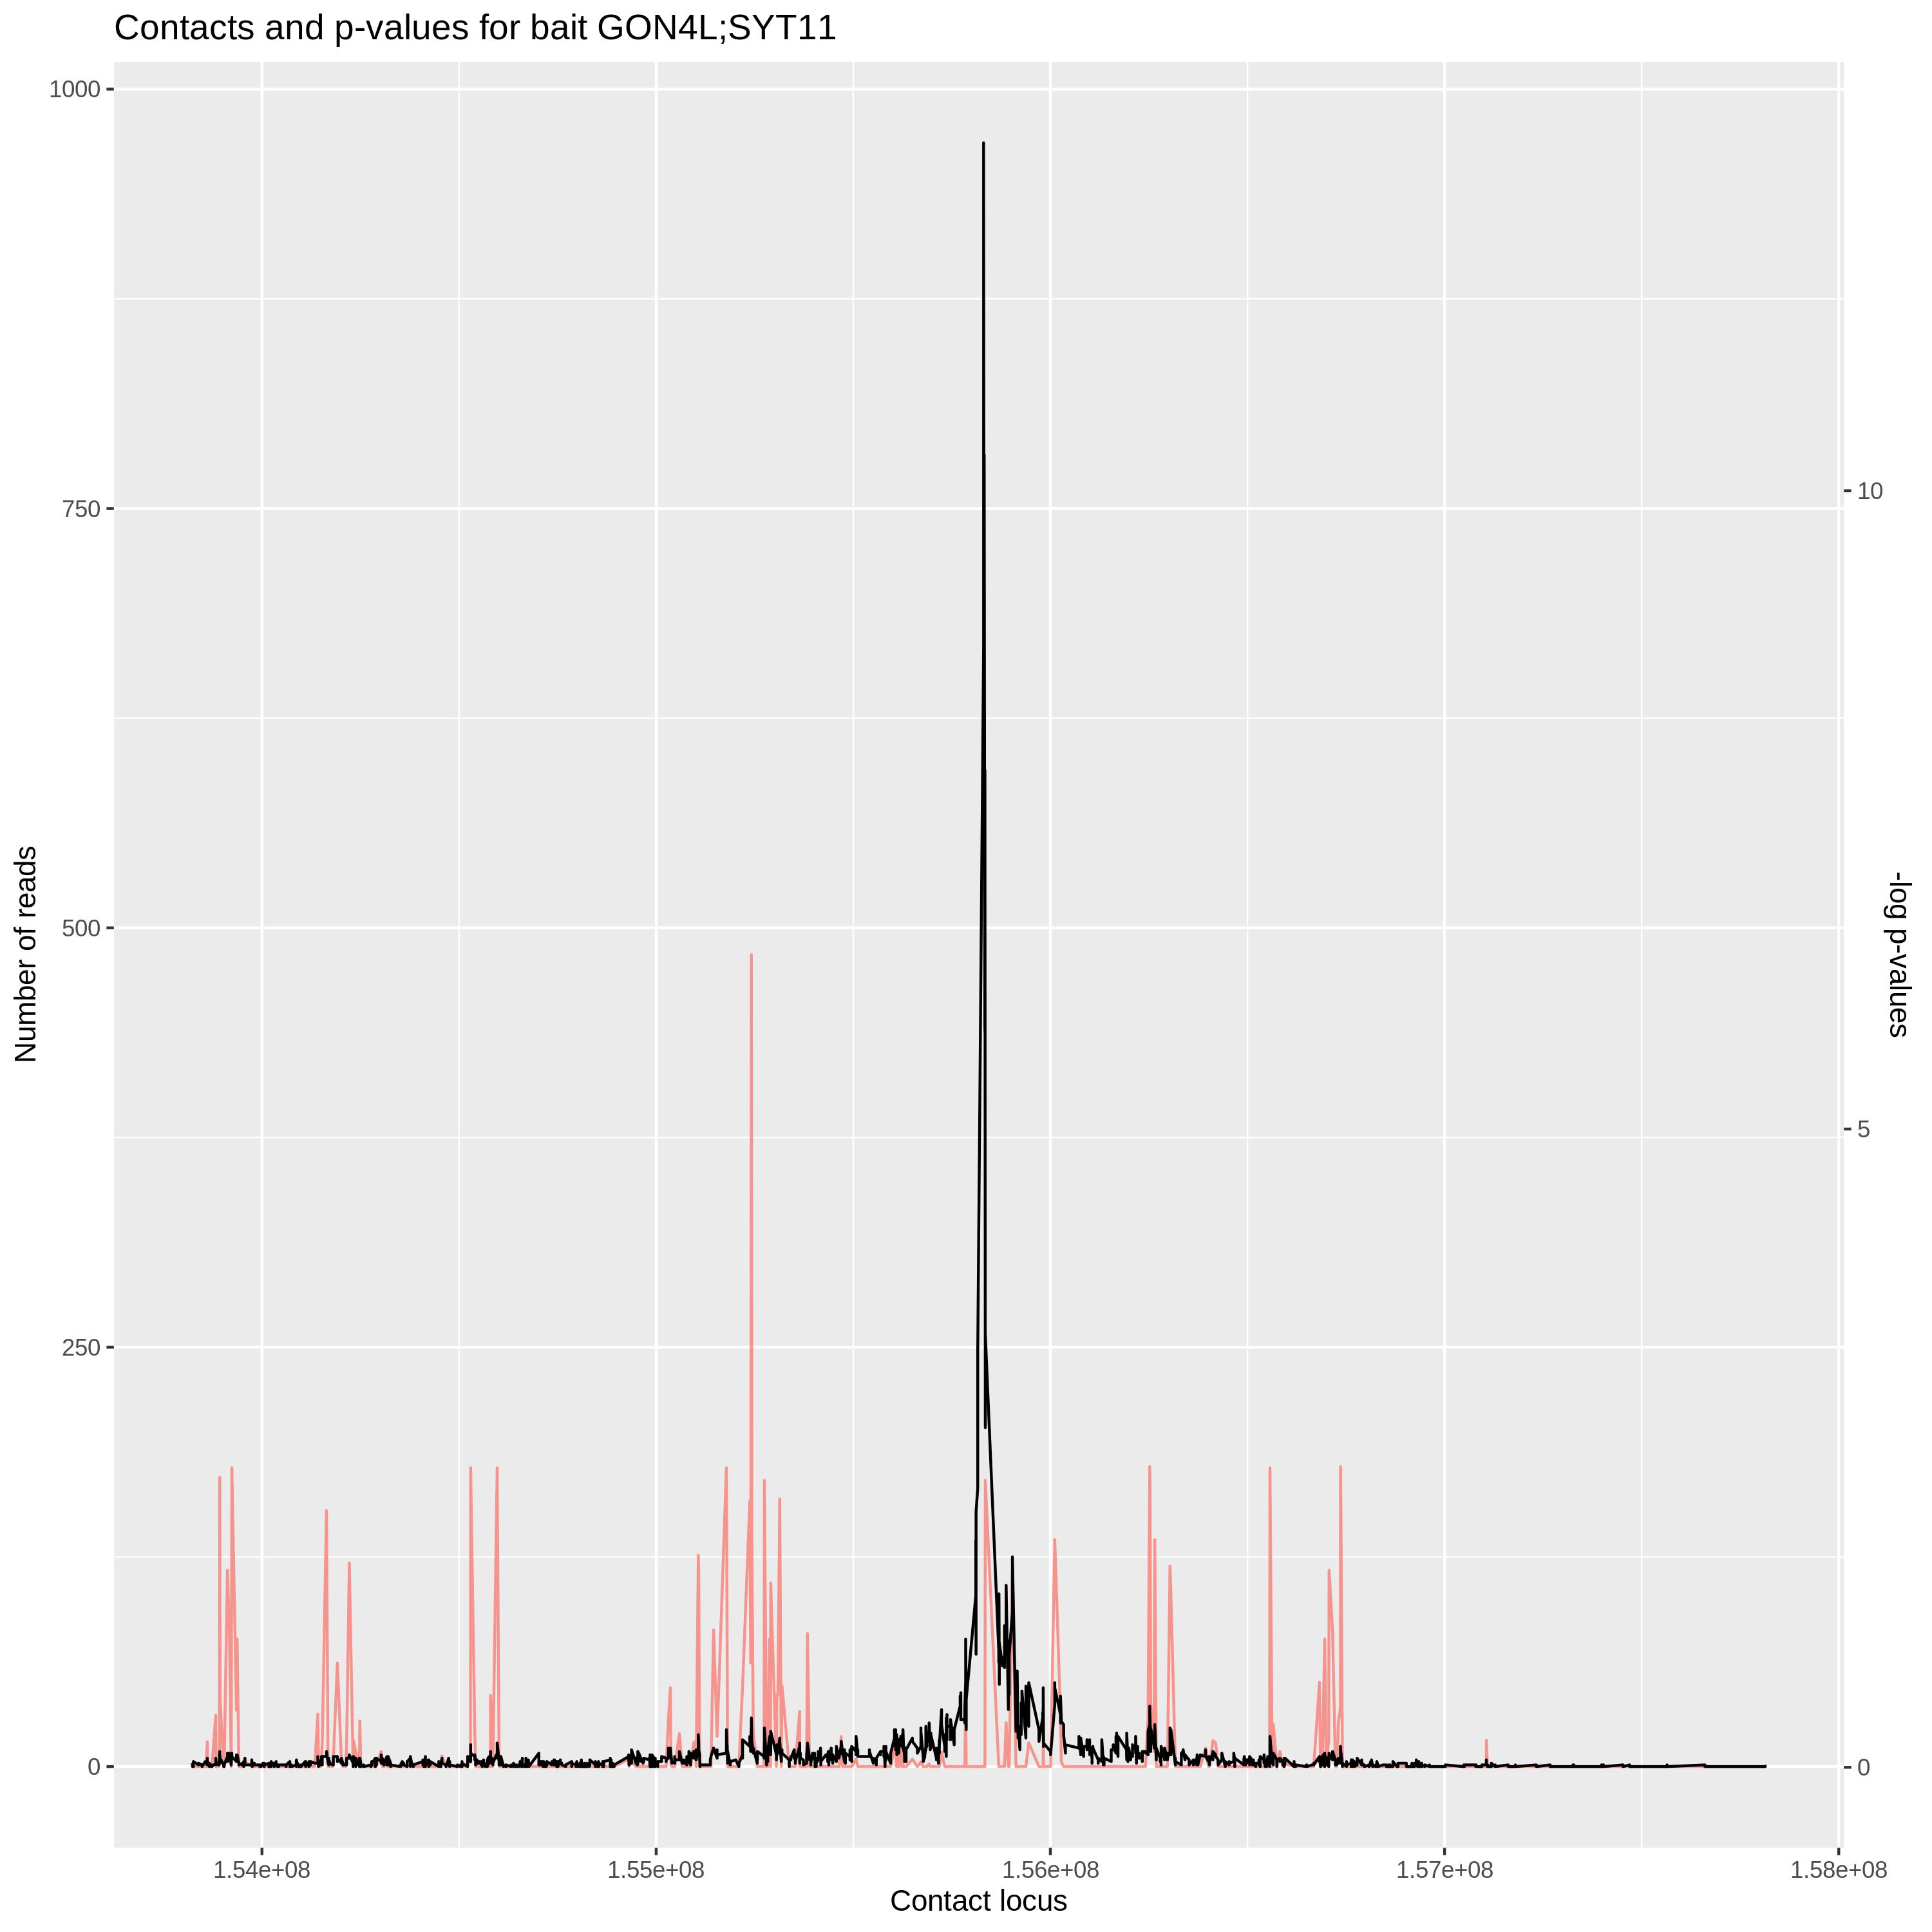 Contacts and p-values for bait GON4L;SYT11
1000
750
500
250
0
Number of reads
10
5
0
-log p-values
1.54e+08
1.55e+08
1.56e+08
1.57e+08
1.58e+08
Contact locus